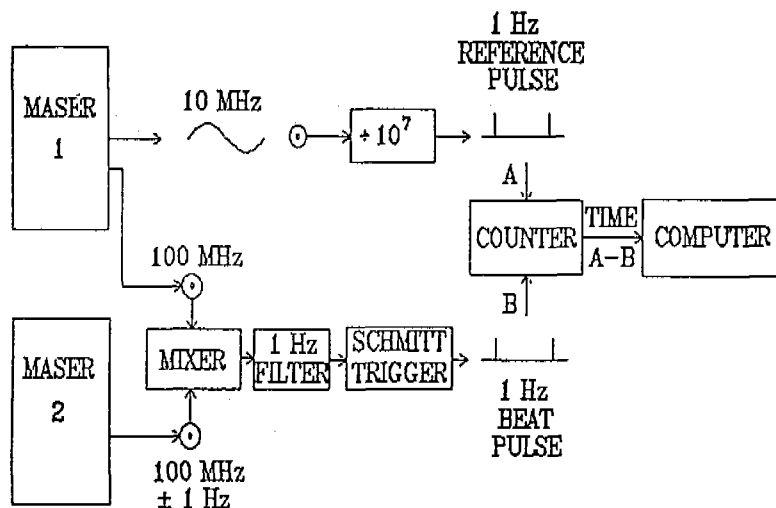 1 Hz
REFERENCE
PULSE
MASER
1
10 MHz
÷ 10⁷
A
COUNTER
TIME
A-B
COMPUTER
100 MHz
B
MASER
2
MIXER
1 Hz
FILTER
SCHMITT
TRIGGER
1 Hz
BEAT
PULSE
100 MHz
± 1 Hz